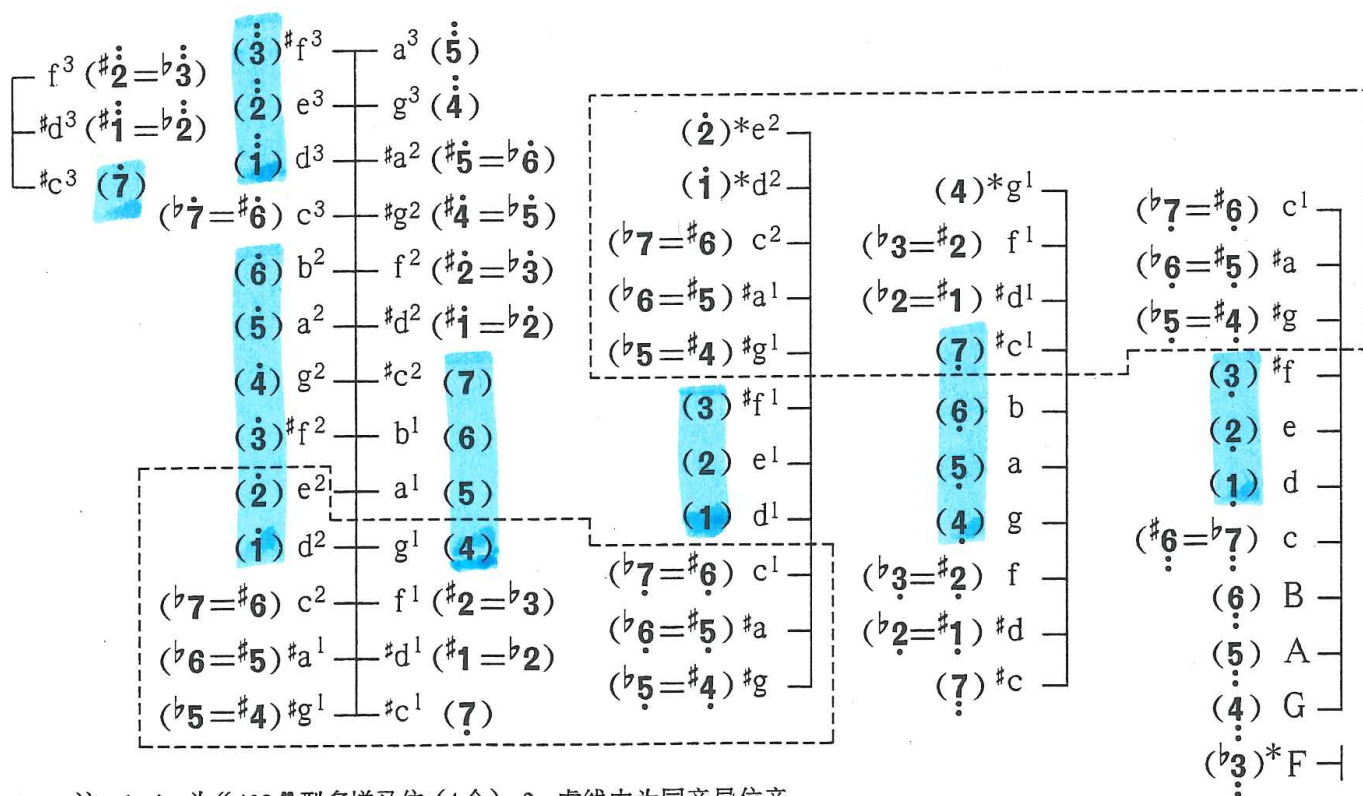 f³ (♯2̇̇=♭3̇̇)
♯d³ (♯1̇̇=♭2̇̇)
♯c³ (7̇)
(3̇̇) ♯f³ a³ (5̇̇)
(2̇̇) e³ g³ (4̇̇)
(1̇̇) d³ ♯a² (♯5̇=♭6̇)
(♭7̇=♯6̇) c³ ♯g² (♯4̇=♭5̇)
(6̇) b² f² (♯2̇=♭3̇)
(5̇) a² ♯d² (♯1̇=♭2̇)
(4̇) g² ♯c² (7)
(3̇) ♯f² b¹ (6)
(2̇) e² a¹ (5)
(1̇) d² g¹ (4)
(♭7=♯6) c² f¹ (♯2=♭3)
(♭6=♯5) ♯a¹ ♯d¹ (♯1=♭2)
(♭5=♯4) ♯g¹ ♯c¹ (7̣)
(2̇) *e²
(1̇) *d²
(♭7=♯6) c²
(♭6=♯5) ♯a¹
(♭5=♯4) ♯g¹
(3) ♯f¹
(2) e¹
(1) d¹
(♭7̣=♯6̣) c¹
(♭6̣=♯5̣) ♯a
(♭5̣=♯4̣) ♯g
(4) *g¹
(♭3=♯2) f¹
(♭2=♯1) ♯d¹
(7̣) ♯c¹
(6̣) b
(5̣) a
(4̣) g
(♭3̣=♯2̣) f
(♭2̣=♯1̣) ♯d
(7̣̣) ♯c
(♭7̣=♯6̣) c¹
(♭6̣=♯5̣) ♯a
(♭5̣=♯4̣) ♯g
(3̣) ♯f
(2̣) e
(1̣) d
(♯6̣̣=♭7̣̣) c
(6̣̣) B
(5̣̣) A
(4̣̣) G
(♭3̣̣) *F